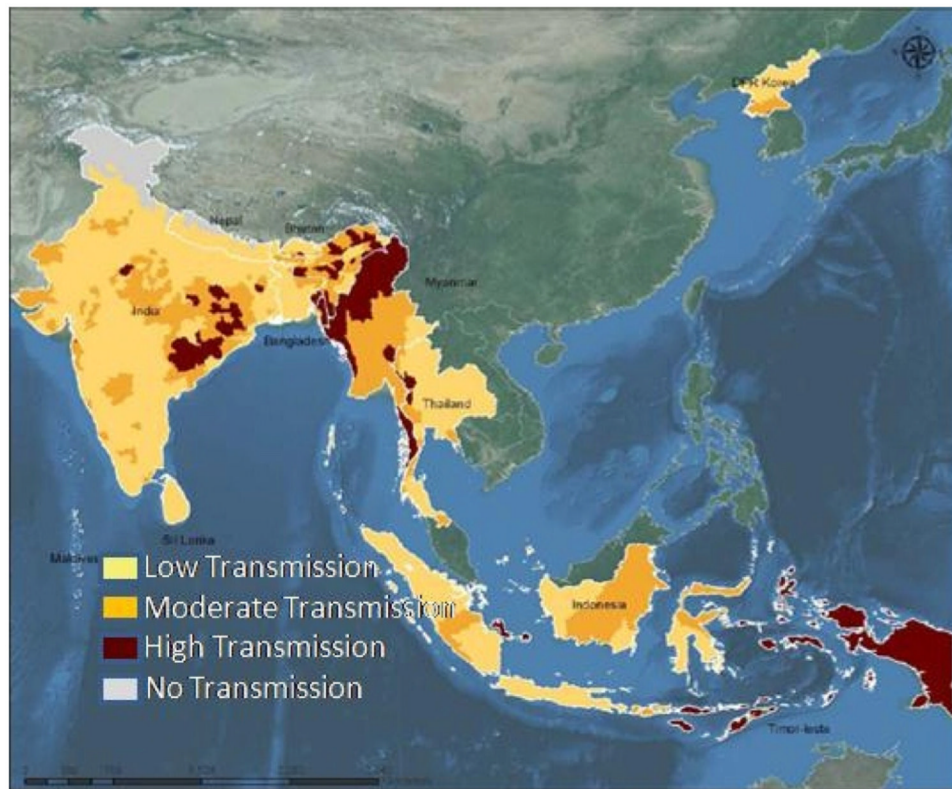 DPR Korea
Nepal
Bhutan
Myanmar
India
Bangladesh
Thailand
Sri Lanka
Low Transmission
Moderate Transmission
Indonesia
High Transmission
No Transmission
Timor-leste